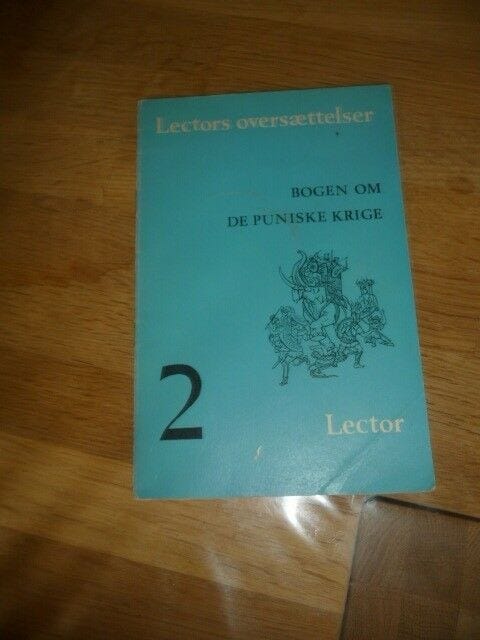 Lectors oversættelser
BOGEN OM
DE PUNISKE KRIGE
2
Lector